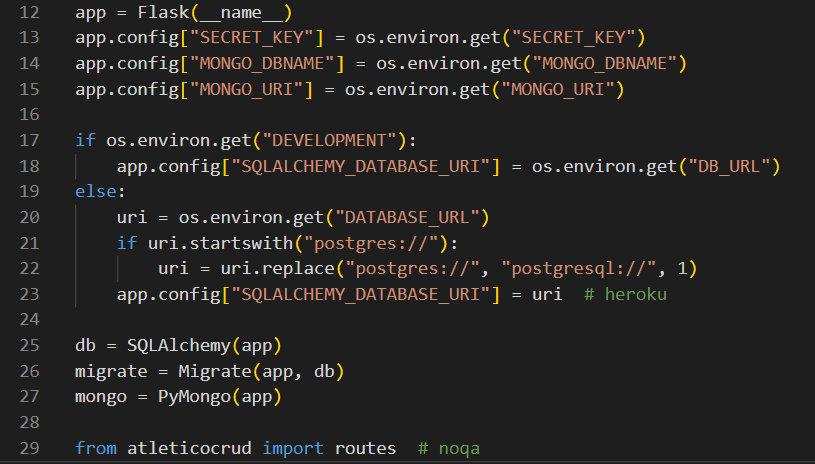 12 app = Flask(__name__)
13 app.config["SECRET_KEY"] = os.environ.get("SECRET_KEY")
14 app.config["MONGO_DBNAME"] = os.environ.get("MONGO_DBNAME")
15 app.config["MONGO_URI"] = os.environ.get("MONGO_URI")
16
17 if os.environ.get("DEVELOPMENT"):
18     app.config["SQLALCHEMY_DATABASE_URI"] = os.environ.get("DB_URL")
19 else:
20     uri = os.environ.get("DATABASE_URL")
21     if uri.startswith("postgres://"):
22         uri = uri.replace("postgres://", "postgresql://", 1)
23     app.config["SQLALCHEMY_DATABASE_URI"] = uri  # heroku
24
25 db = SQLAlchemy(app)
26 migrate = Migrate(app, db)
27 mongo = PyMongo(app)
28
29 from atleticocrud import routes  # noqa